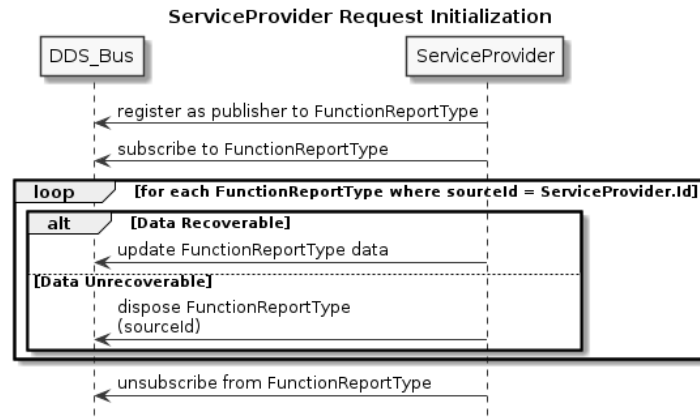 ServiceProvider Request Initialization
DDS_Bus
ServiceProvider
register as publisher to FunctionReportType
subscribe to FunctionReportType
loop
[for each FunctionReportType where sourceId = ServiceProvider.Id]
alt
[Data Recoverable]
update FunctionReportType data
[Data Unrecoverable]
dispose FunctionReportType
(sourceId)
unsubscribe from FunctionReportType